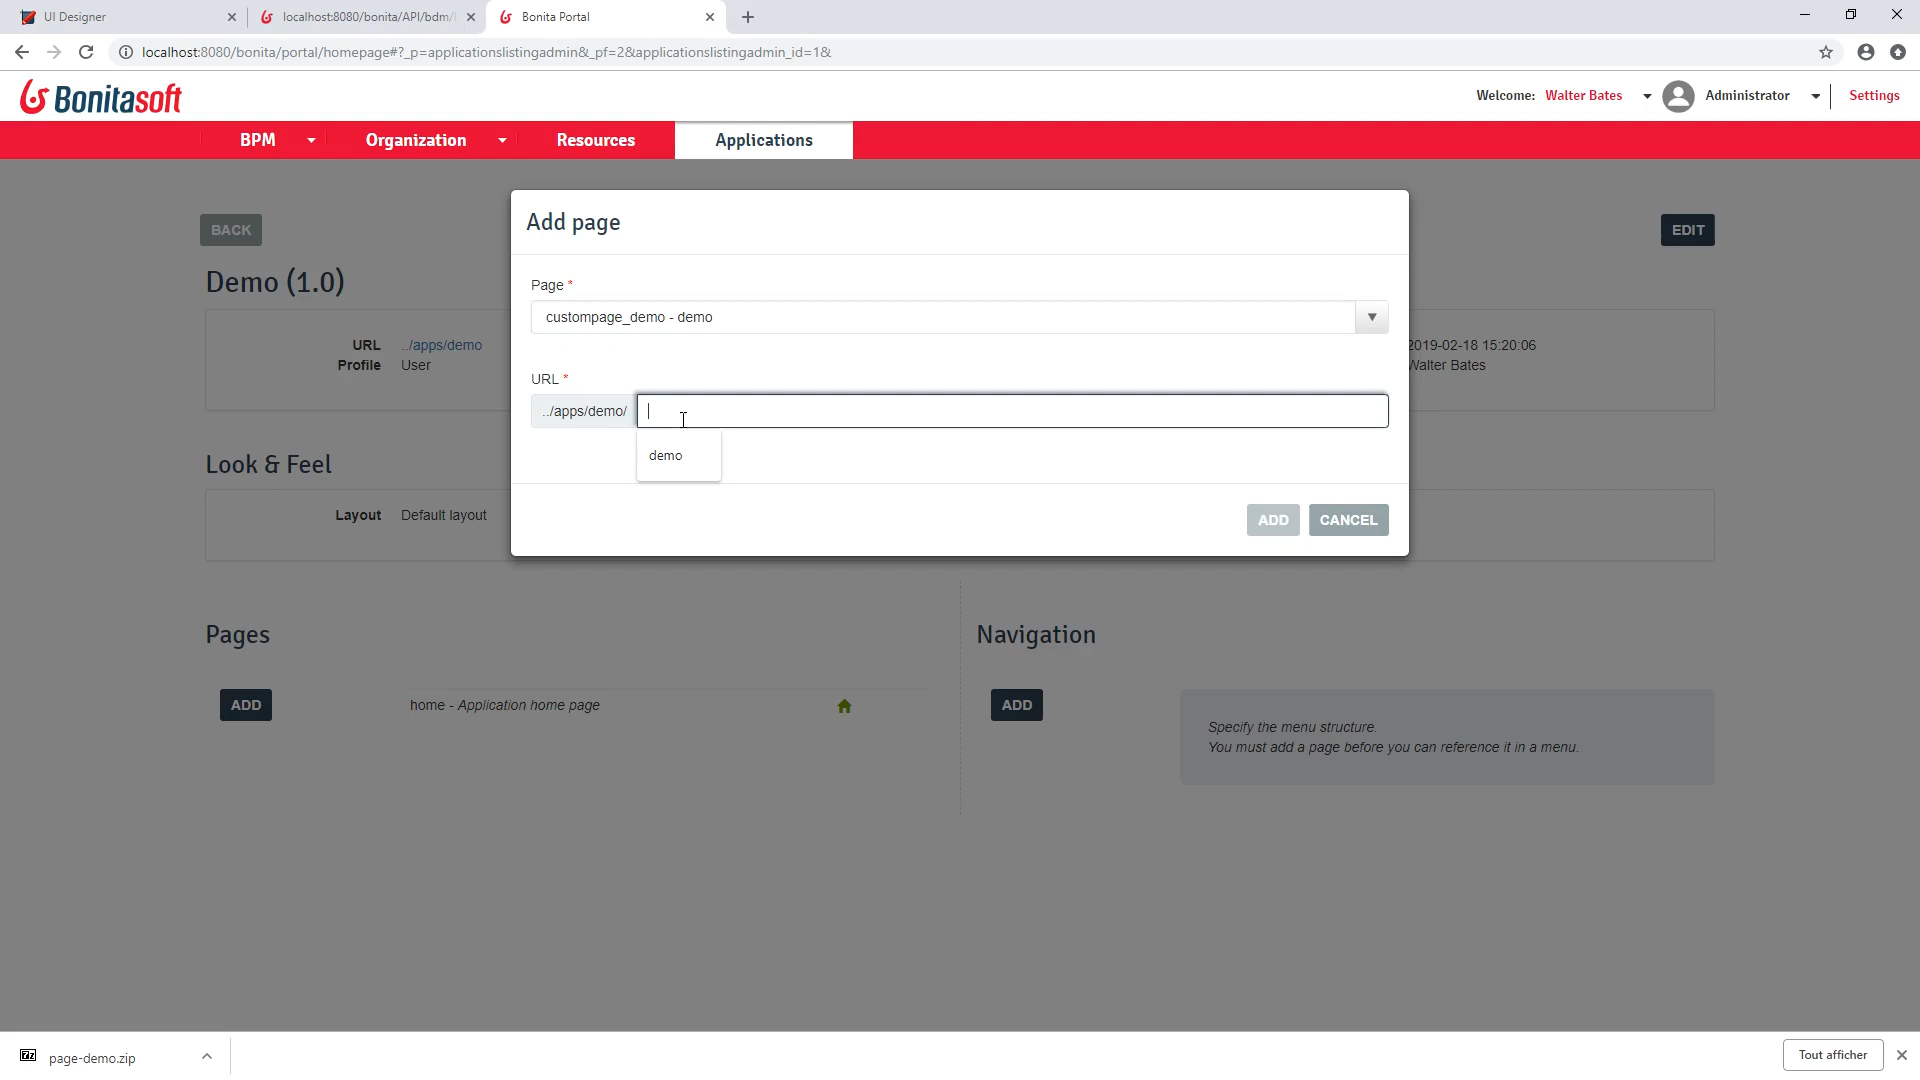 UI Designer
localhost:8080/bonita/API/bdm/
Bonita Portal
localhost:8080/bonita/portal/homepage#?_p=applicationslistingadmin&_pf=2&applicationslistingadmin_id=1&
Bonitasoft
Welcome: Walter Bates
Administrator
Settings
BPM
Organization
Resources
Applications
BACK
EDIT
Demo (1.0)
URL ../apps/demo
Profile User
2019-02-18 15:20:06
Walter Bates
Add page
Page *
custompage_demo - demo
URL *
../apps/demo/
demo
ADD
CANCEL
Look & Feel
Layout Default layout
Pages
ADD
home - Application home page
Navigation
ADD
Specify the menu structure.
You must add a page before you can reference it in a menu.
7z
page-demo.zip
Tout afficher